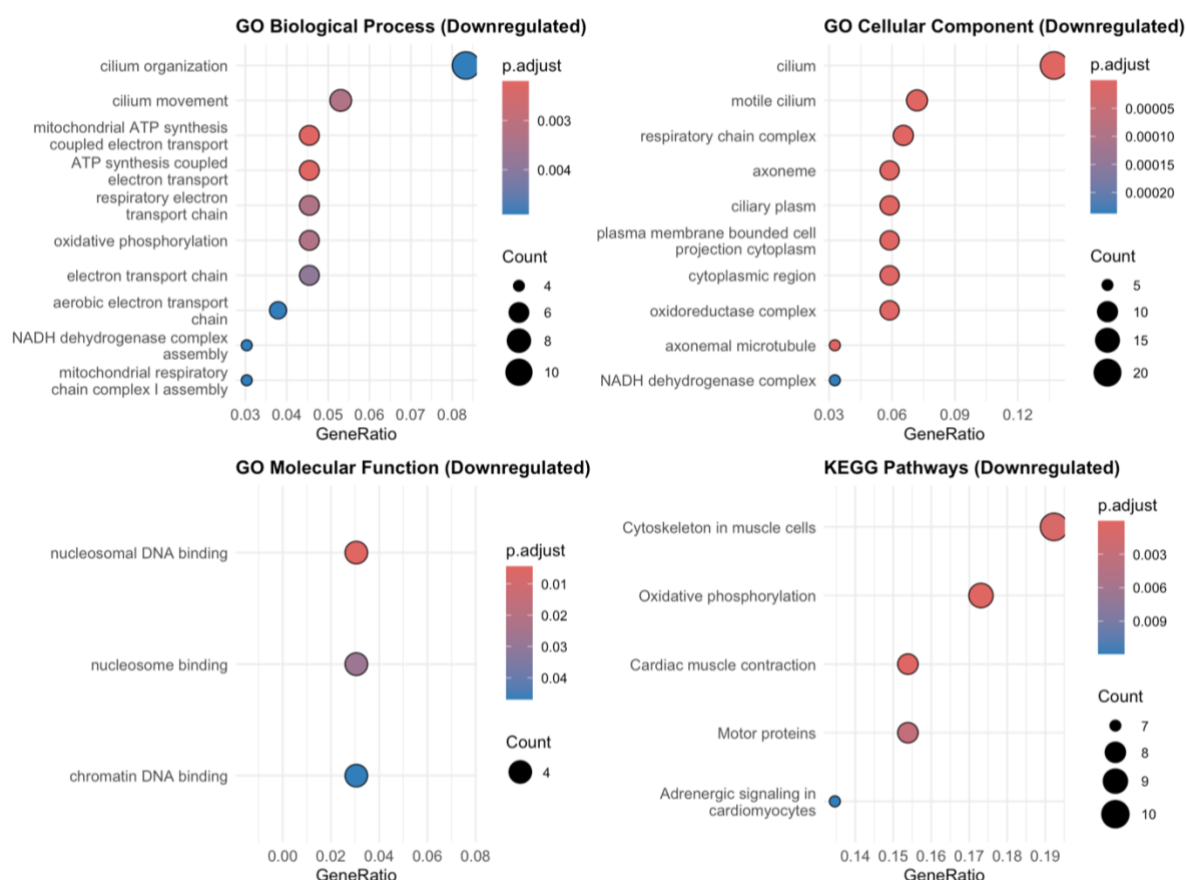 GO Biological Process (Downregulated)
cilium organization
cilium movement
mitochondrial ATP synthesis
coupled electron transport
ATP synthesis coupled
electron transport
respiratory electron
transport chain
oxidative phosphorylation
electron transport chain
aerobic electron transport
chain
NADH dehydrogenase complex
assembly
mitochondrial respiratory
chain complex I assembly
0.03 0.04 0.05 0.06 0.07 0.08
GeneRatio
p.adjust
0.003
0.004
Count
4
6
8
10
GO Cellular Component (Downregulated)
cilium
motile cilium
respiratory chain complex
axoneme
ciliary plasm
plasma membrane bounded cell
projection cytoplasm
cytoplasmic region
oxidoreductase complex
axonemal microtubule
NADH dehydrogenase complex
0.03 0.06 0.09 0.12
GeneRatio
p.adjust
0.00005
0.00010
0.00015
0.00020
Count
5
10
15
20
GO Molecular Function (Downregulated)
nucleosomal DNA binding
nucleosome binding
chromatin DNA binding
0.00 0.02 0.04 0.06 0.08
GeneRatio
p.adjust
0.01
0.02
0.03
0.04
Count
4
KEGG Pathways (Downregulated)
Cytoskeleton in muscle cells
Oxidative phosphorylation
Cardiac muscle contraction
Motor proteins
Adrenergic signaling in
cardiomyocytes
0.14 0.15 0.16 0.17 0.18 0.19
GeneRatio
p.adjust
0.003
0.006
0.009
Count
7
8
9
10